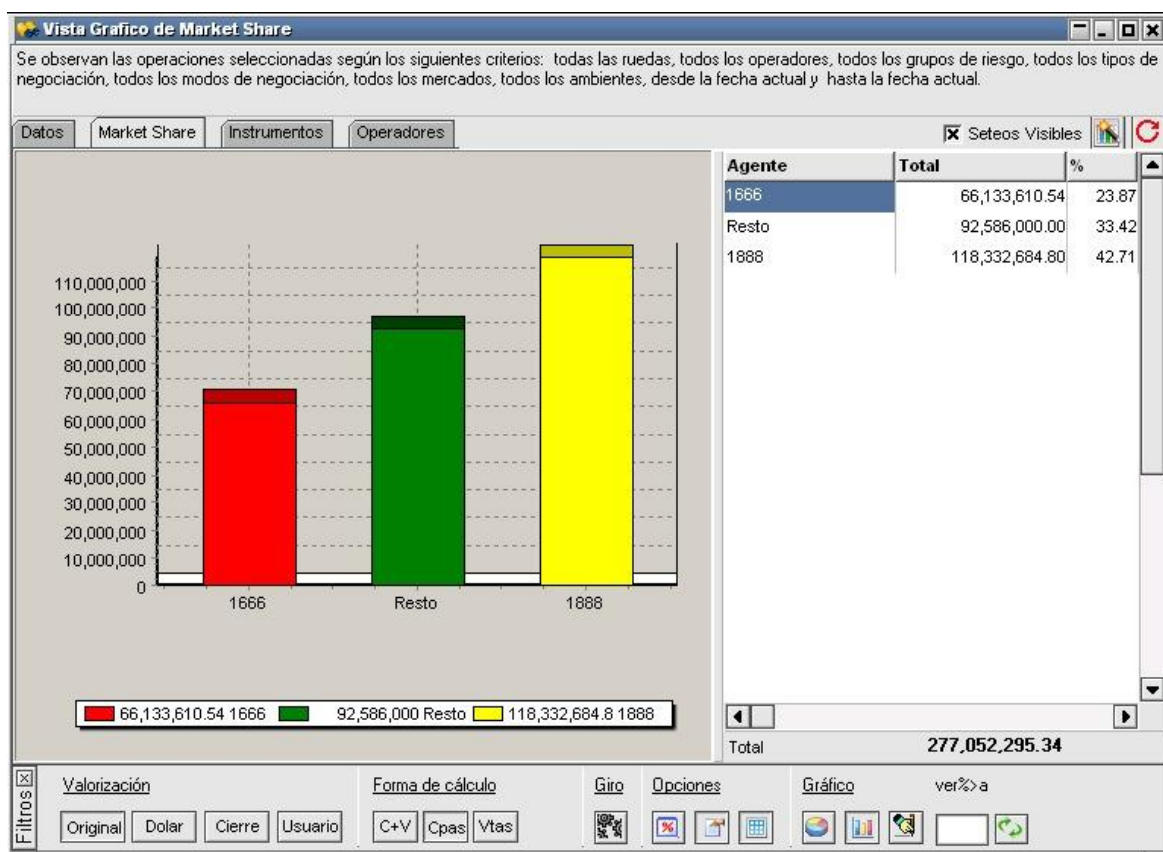 Vista Grafico de Market Share
Se observan las operaciones seleccionadas según los siguientes criterios: todas las ruedas, todos los operadores, todos los grupos de riesgo, todos los tipos de
negociación, todos los modos de negociación, todos los mercados, todos los ambientes, desde la fecha actual y hasta la fecha actual.
Datos Market Share Instrumentos Operadores Seteos Visibles
Agente Total %
1666 66,133,610.54 23.87
Resto 92,586,000.00 33.42
1888 118,332,684.80 42.71
110,000,000
100,000,000
90,000,000
80,000,000
70,000,000
60,000,000
50,000,000
40,000,000
30,000,000
20,000,000
10,000,000
0
1666 Resto 1888
66,133,610.54 1666 92,586,000 Resto 118,332,684.8 1888
Total 277,052,295.34
Filtros
Valorización Forma de cálculo Giro Opciones Gráfico ver%>a
Original Dolar Cierre Usuario C+V Cpas Vtas